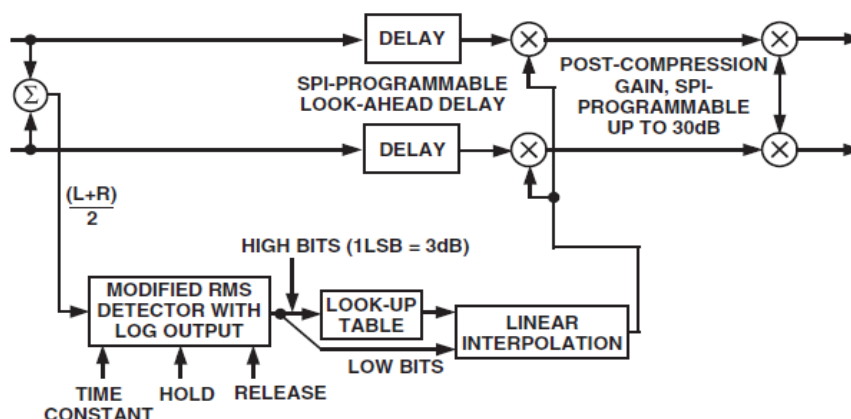 DELAY
SPI-PROGRAMMABLE
LOOK-AHEAD DELAY
POST-COMPRESSION
GAIN, SPI-
PROGRAMMABLE
UP TO 30dB
Σ
DELAY
(L+R)
2
HIGH BITS (1LSB = 3dB)
MODIFIED RMS
DETECTOR WITH
LOG OUTPUT
LOOK-UP
TABLE
LINEAR
INTERPOLATION
LOW BITS
TIME
CONSTANT
HOLD
RELEASE